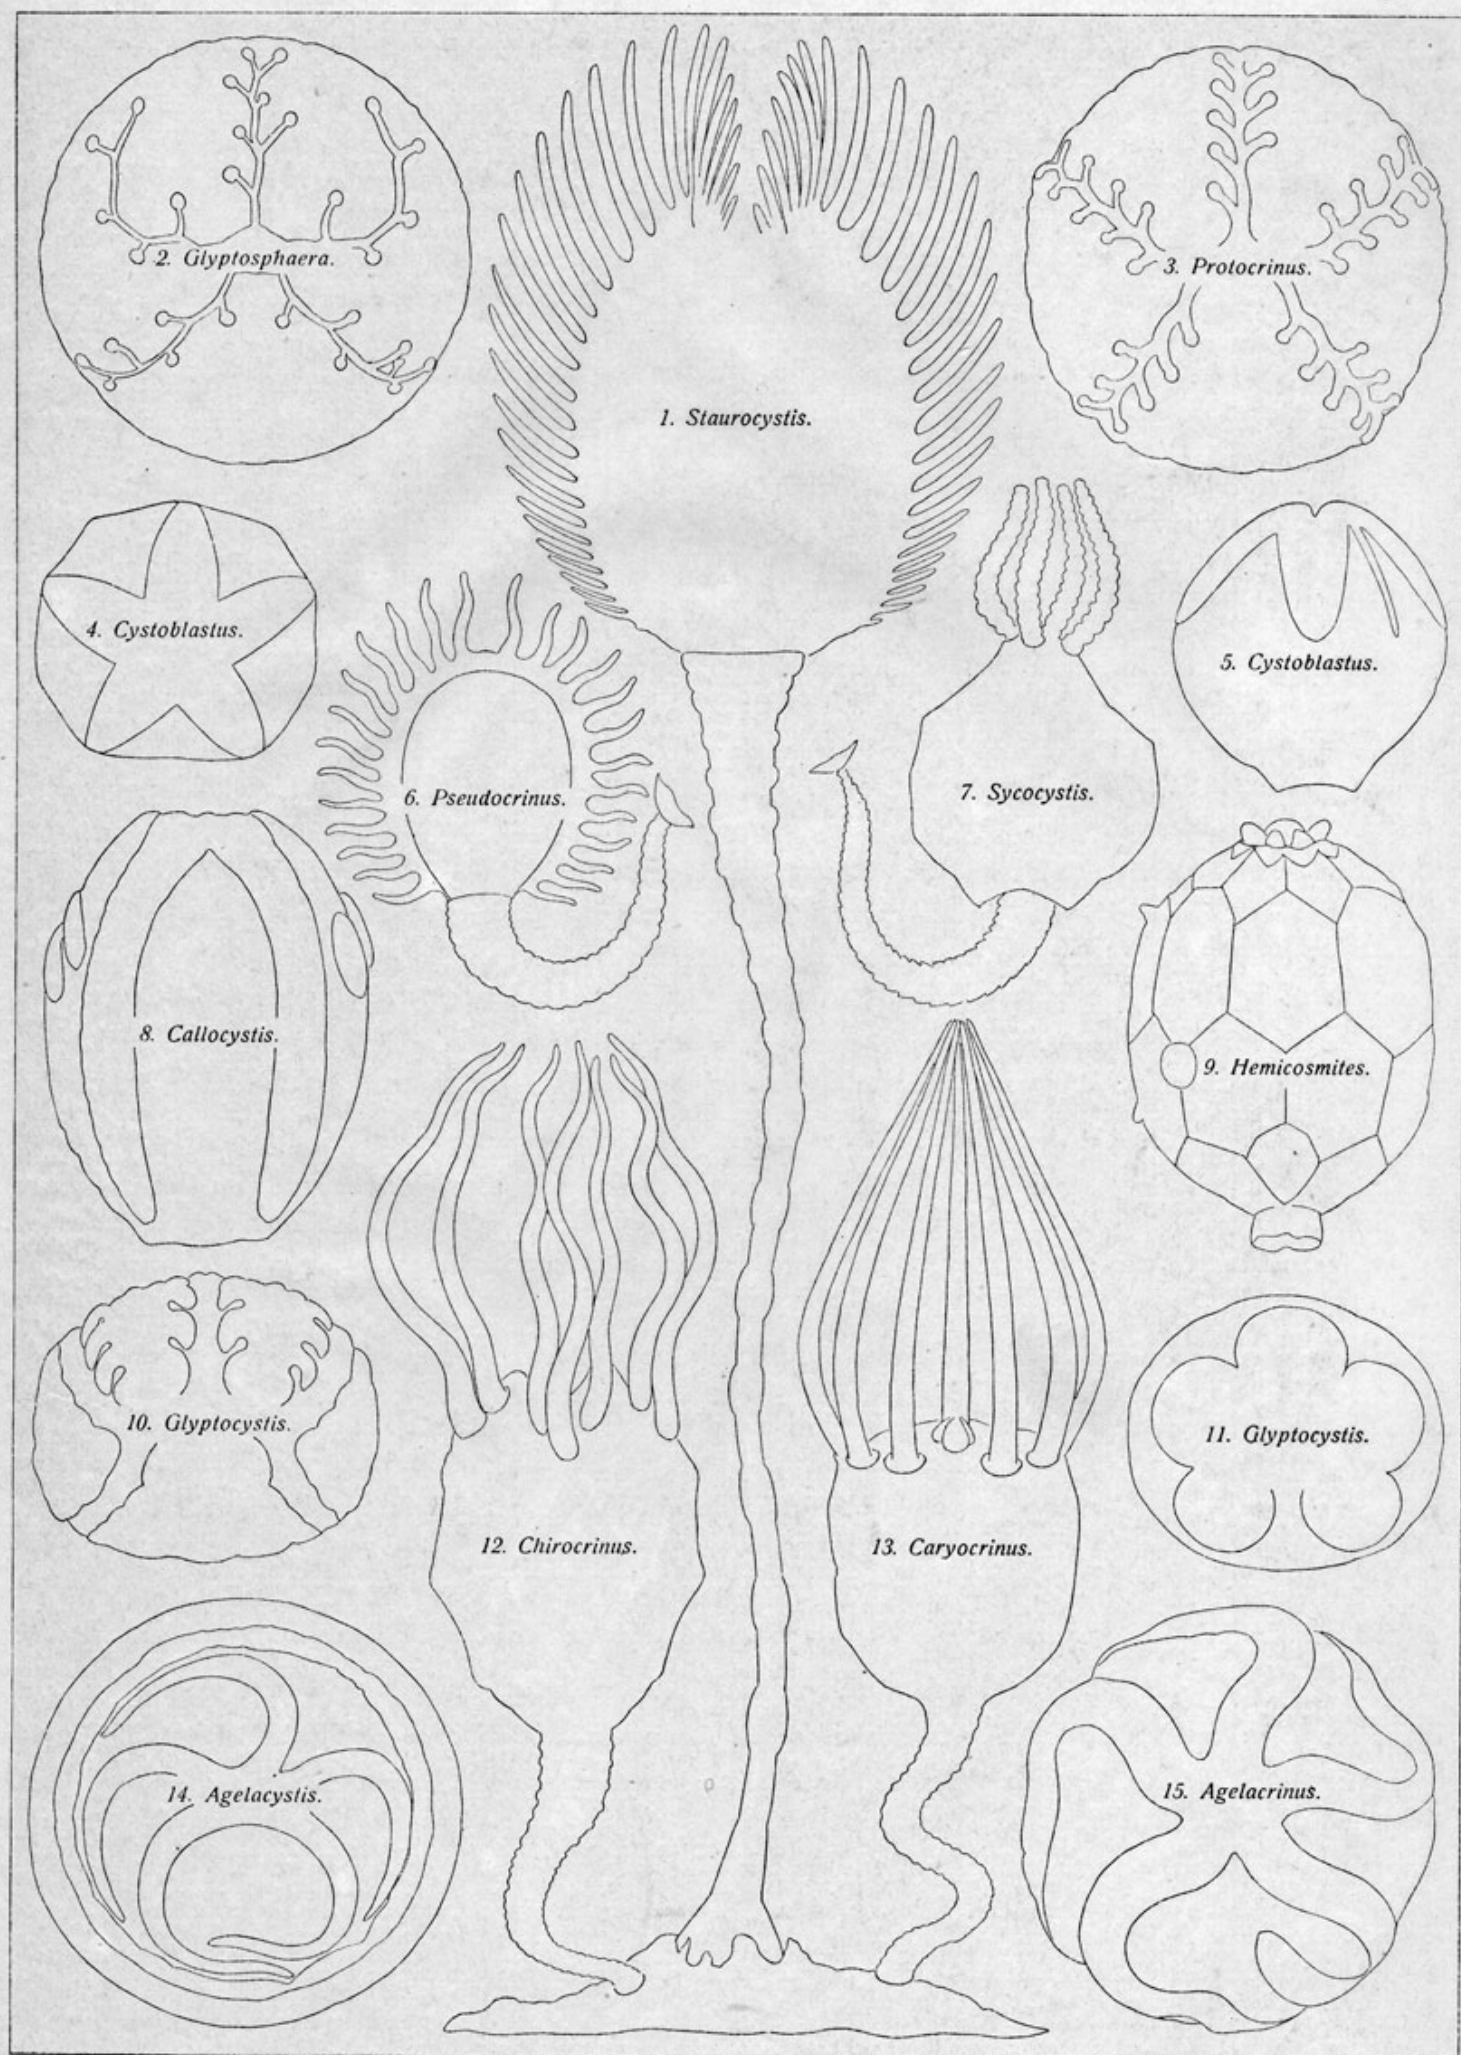 1. Staurocystis.
2. Glyptosphaera.
3. Protocrinus.
4. Cystoblastus.
5. Cystoblastus.
6. Pseudocrinus.
7. Sycocystis.
8. Callocystis.
9. Hemicosmites.
10. Glyptocystis.
11. Glyptocystis.
12. Chirocrinus.
13. Caryocrinus.
14. Agelacystis.
15. Agelacrinus.